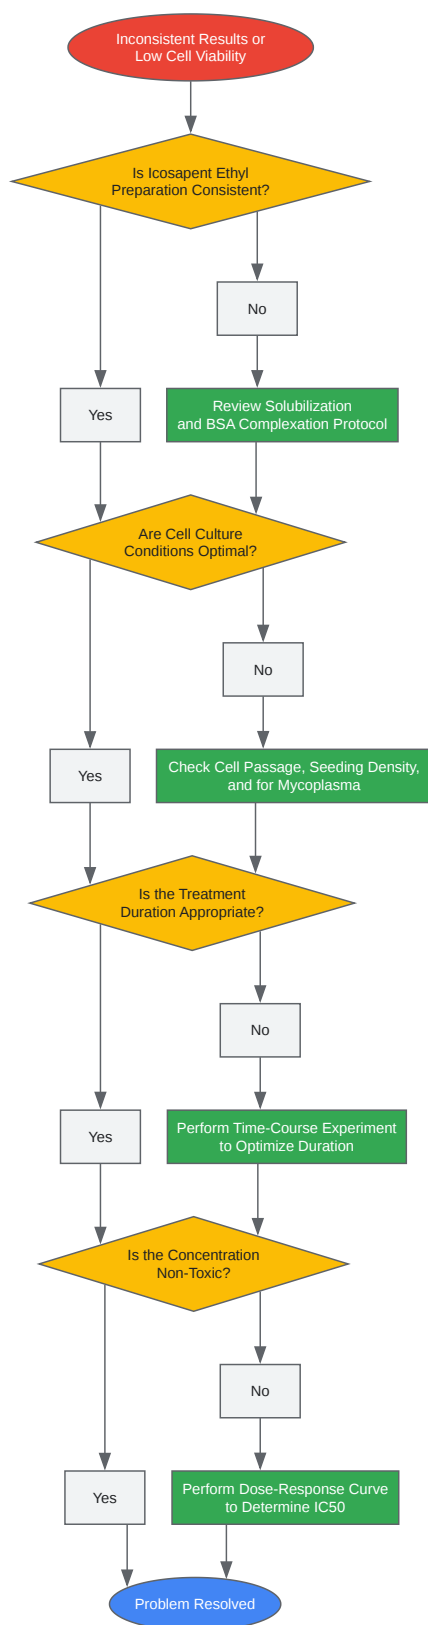 Inconsistent Results or
Low Cell Viability
Is Icosapent Ethyl
Preparation Consistent?
No
Yes
Review Solubilization
and BSA Complexation Protocol
Are Cell Culture
Conditions Optimal?
No
Yes
Check Cell Passage, Seeding Density,
and for Mycoplasma
Is the Treatment
Duration Appropriate?
No
Yes
Perform Time-Course Experiment
to Optimize Duration
Is the Concentration
Non-Toxic?
No
Yes
Perform Dose-Response Curve
to Determine IC50
Problem Resolved